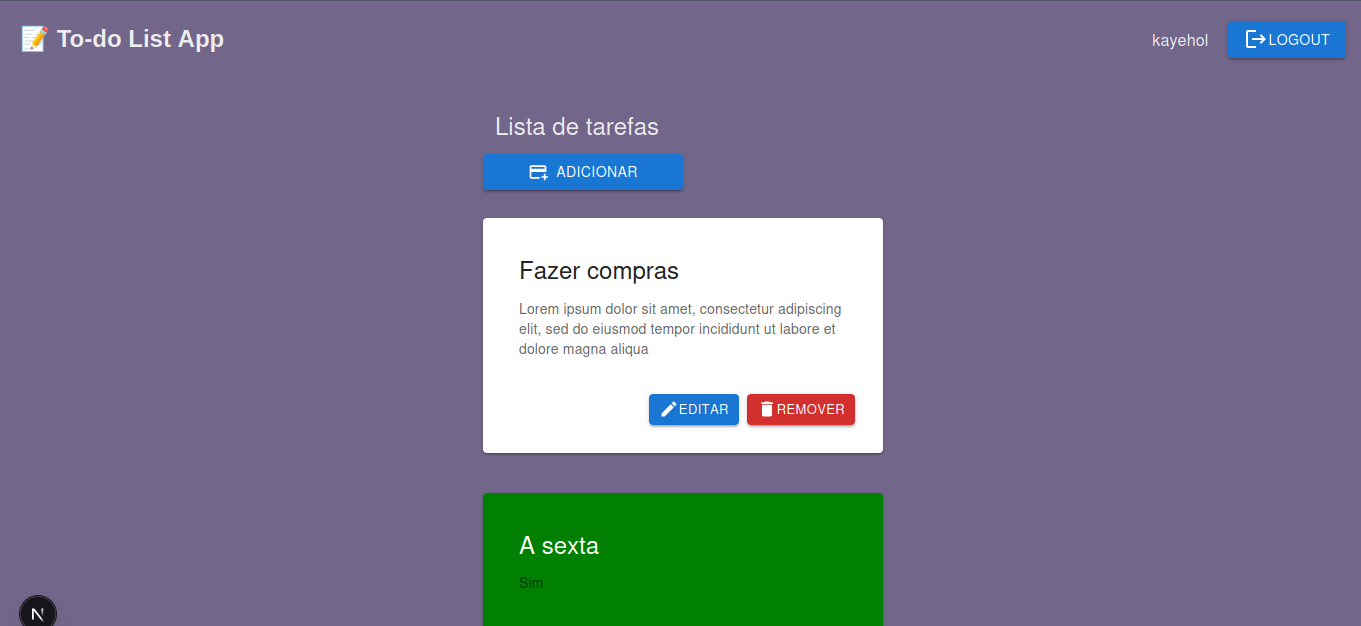 📝 To-do List App
kayehol
LOGOUT
Lista de tarefas
ADICIONAR
Fazer compras
Lorem ipsum dolor sit amet, consectetur adipiscing
elit, sed do eiusmod tempor incididunt ut labore et
dolore magna aliqua
EDITAR
REMOVER
A sexta
Sim
N